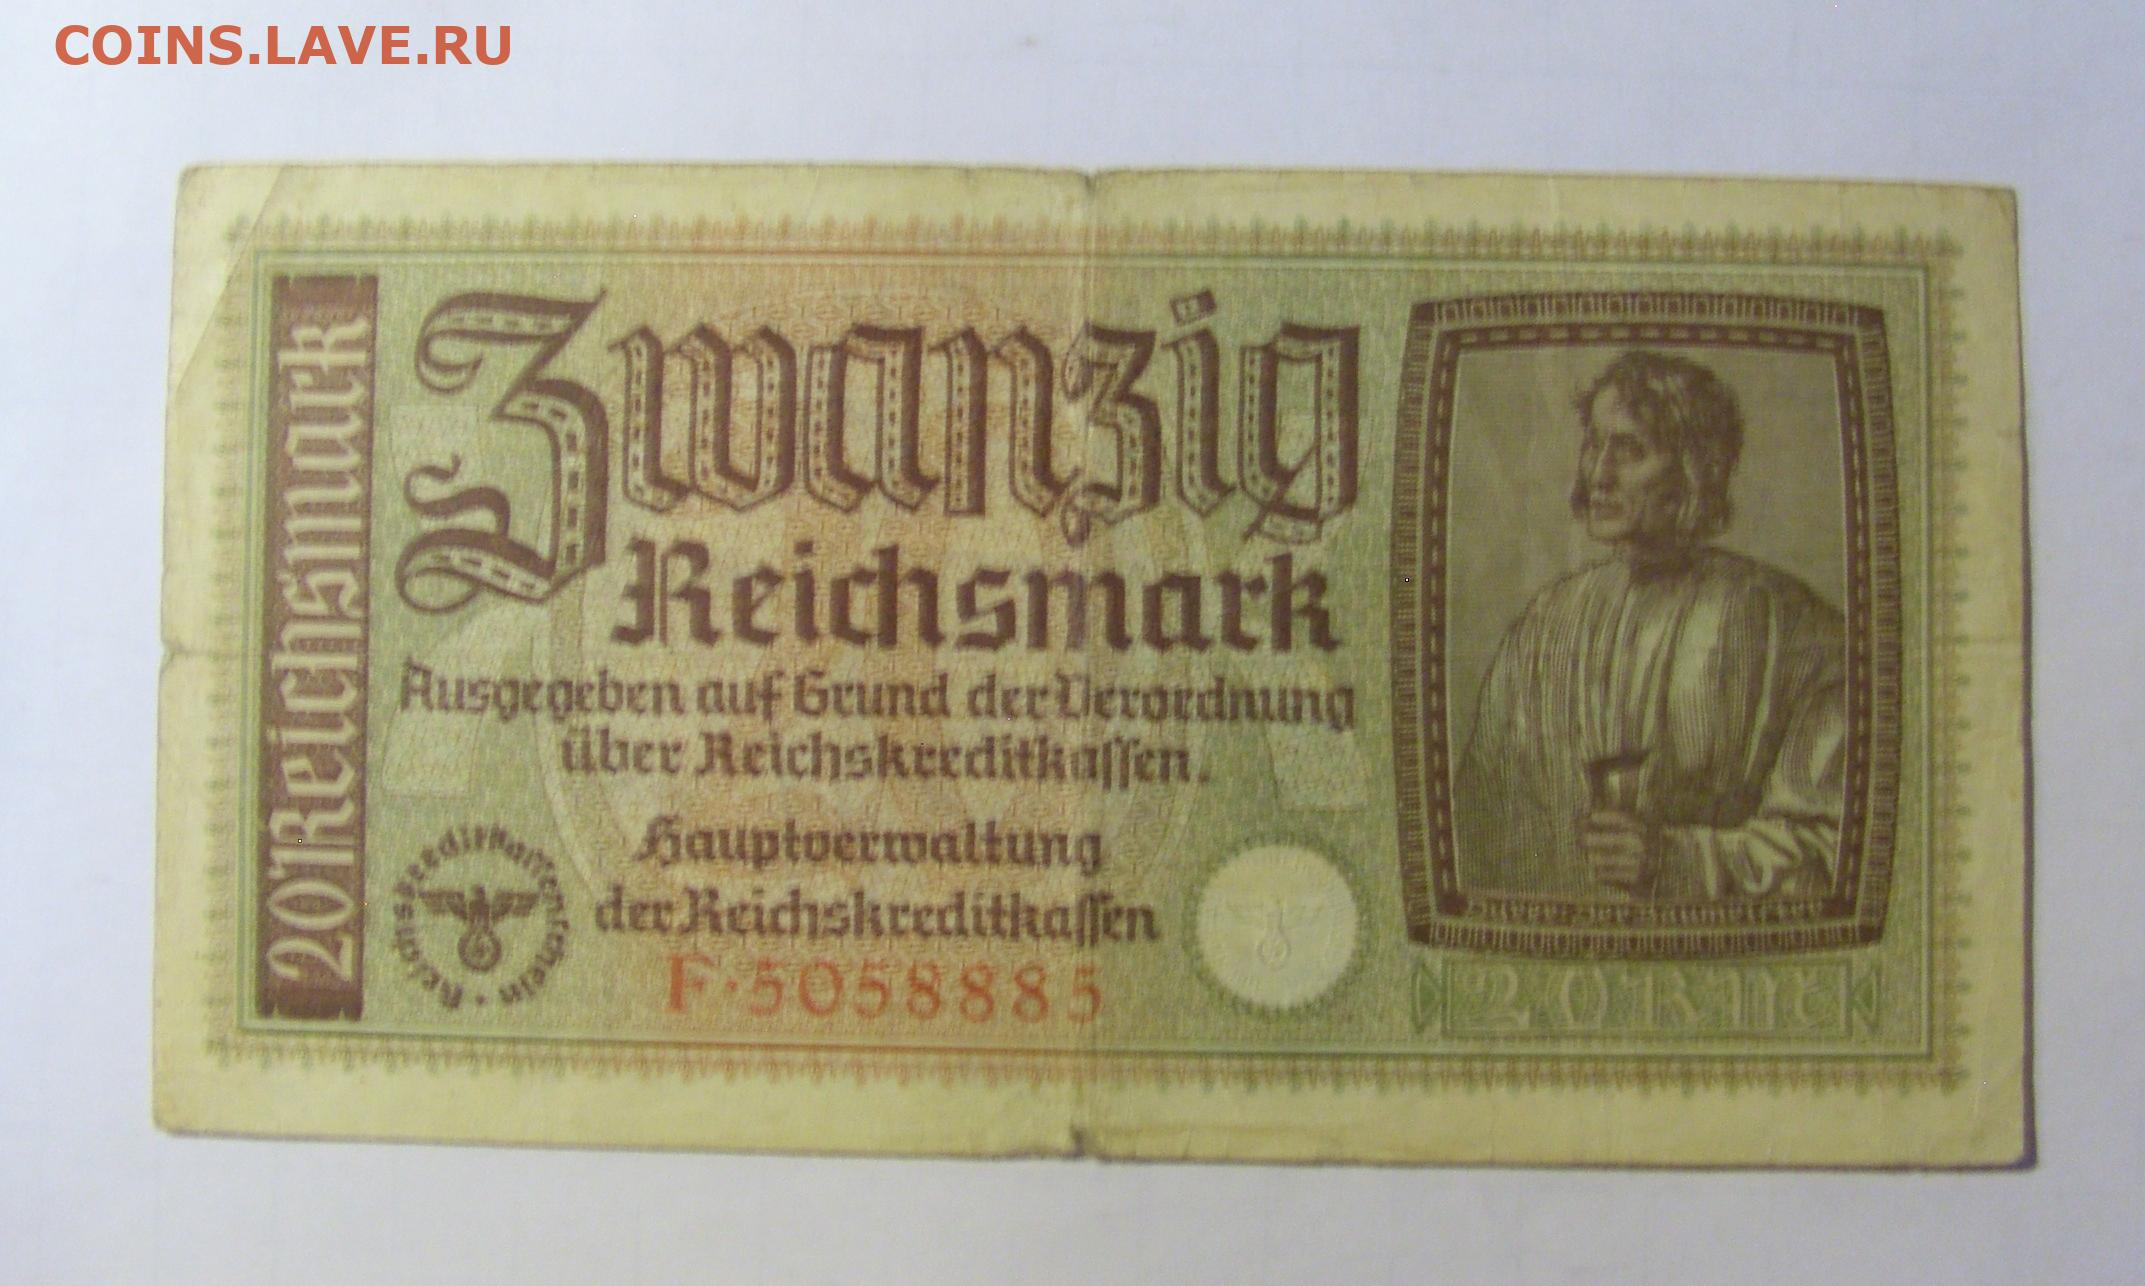 COINS.LAVE.RU
20 Reichsmark
Zwanzig
Reichsmark
Ausgegeben auf Grund der Verordnung
über Reichskreditkassen.
Hauptverwaltung
der Reichskreditkassen
Reichskreditkassenschein
F·5058885
20 RM